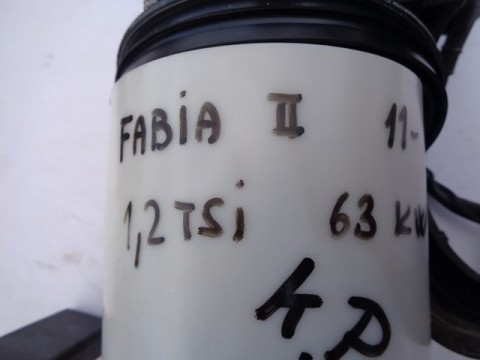 FABiA II 11-
1,2 TSi 63 KW
K.P